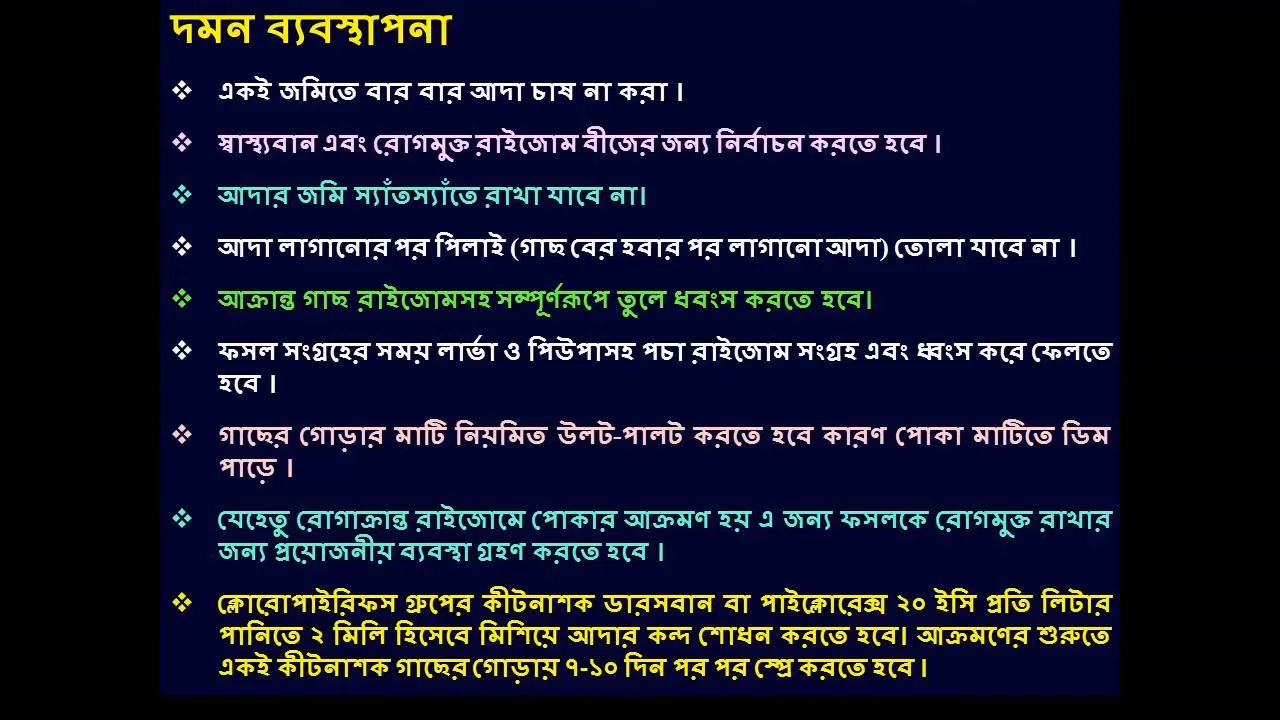 দমন ব্যবস্থাপনা
❖ একই জমিতে বার বার আদা চাষ না করা ।
❖ স্বাস্থ্যবান এবং রোগমুক্ত রাইজোম বীজের জন্য নির্বাচন করতে হবে ।
❖ আদার জমি স্যাঁতস্যাঁতে রাখা যাবে না।
❖ আদা লাগানোর পর পিলাই (গাছ বের হবার পর লাগানো আদা) তোলা যাবে না ।
❖ আক্রান্ত গাছ রাইজোমসহ সম্পূর্ণরূপে তুলে ধবংস করতে হবে।
❖ ফসল সংগ্রহের সময় লার্ভা ও পিউপাসহ পচা রাইজোম সংগ্রহ এবং ধ্বংস করে ফেলতে
হবে ।
❖ গাছের গোড়ার মাটি নিয়মিত উলট-পালট করতে হবে কারণ পোকা মাটিতে ডিম
পাড়ে ।
❖ যেহেতু রোগাক্রান্ত রাইজোমে পোকার আক্রমণ হয় এ জন্য ফসলকে রোগমুক্ত রাখার
জন্য প্রয়োজনীয় ব্যবস্থা গ্রহণ করতে হবে ।
❖ ক্লোরোপাইরিফস গ্রুপের কীটনাশক ডারসবান বা পাইক্লোরেক্স ২০ ইসি প্রতি লিটার
পানিতে ২ মিলি হিসেবে মিশিয়ে আদার কন্দ শোধন করতে হবে। আক্রমণের শুরুতে
একই কীটনাশক গাছের গোড়ায় ৭-১০ দিন পর পর স্প্রে করতে হবে ।